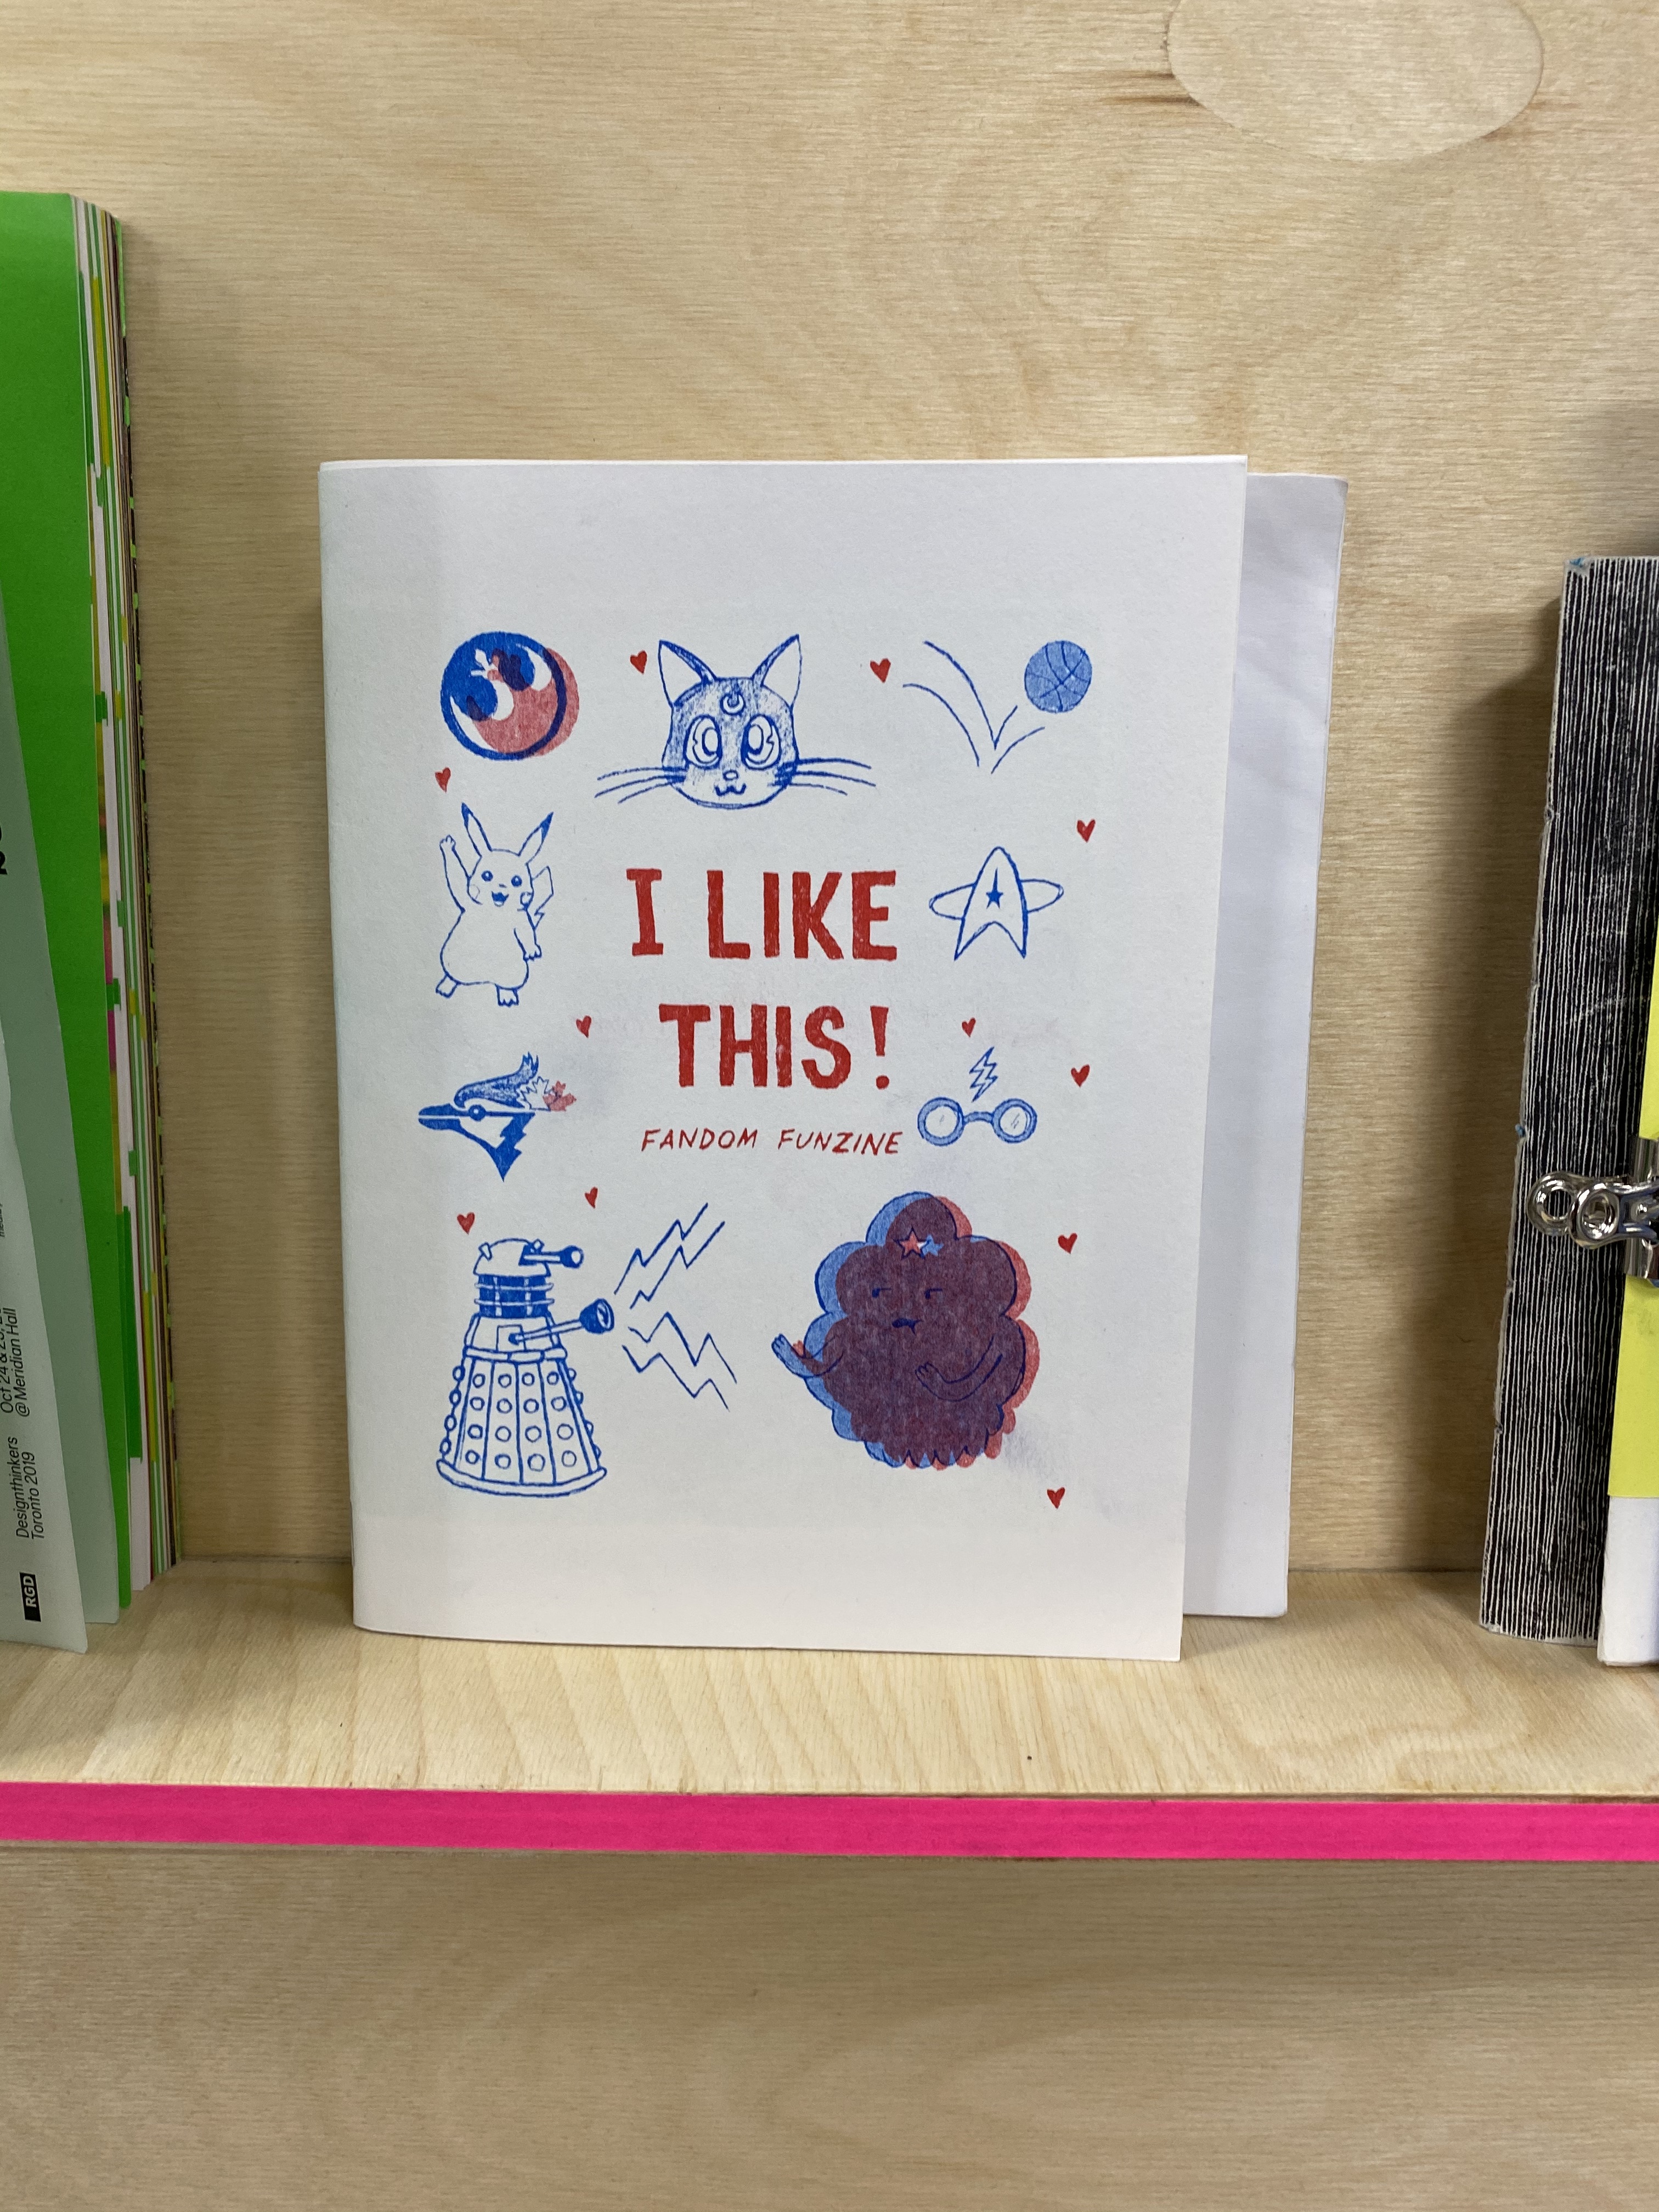 I LIKE
THIS!
FANDOM FUNZINE
RGD
Designthinkers
Toronto 2019
@ Meridian Hall